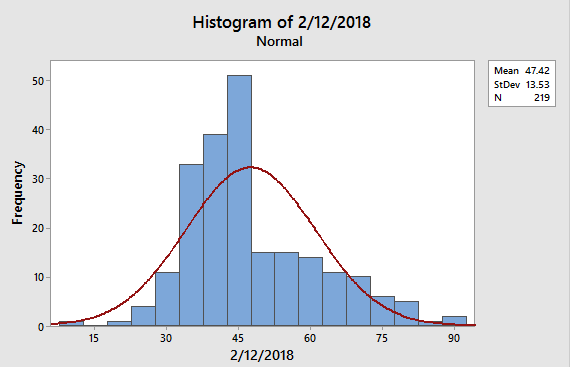 Histogram of 2/12/2018
Normal
Mean 47.42
StDev 13.53
N 219
Frequency
50
40
30
20
10
0
15 30 45 60 75 90
2/12/2018